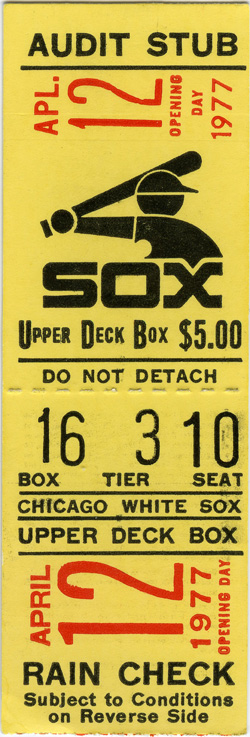 AUDIT STUB
APL. 12 OPENING DAY 1977
SOX
UPPER DECK BOX $5.00
DO NOT DETACH
16 3 10
BOX TIER SEAT
CHICAGO WHITE SOX
UPPER DECK BOX
APRIL 12 1977 OPENING DAY
RAIN CHECK
Subject to Conditions
on Reverse Side